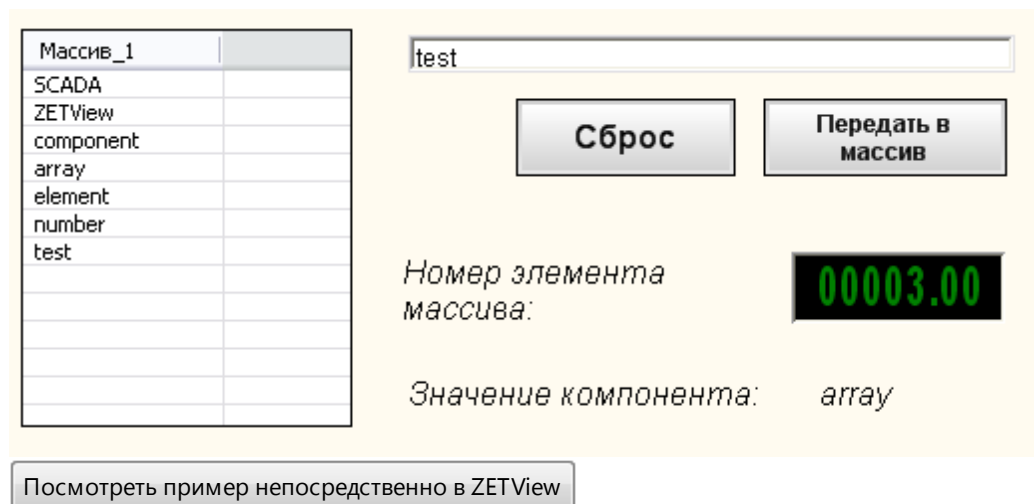 Массив_1
SCADA
ZETView
component
array
element
number
test
test
Сброс
Передать в
массив
Номер элемента
массива:
00003.00
Значение компонента: array
Посмотреть пример непосредственно в ZETView